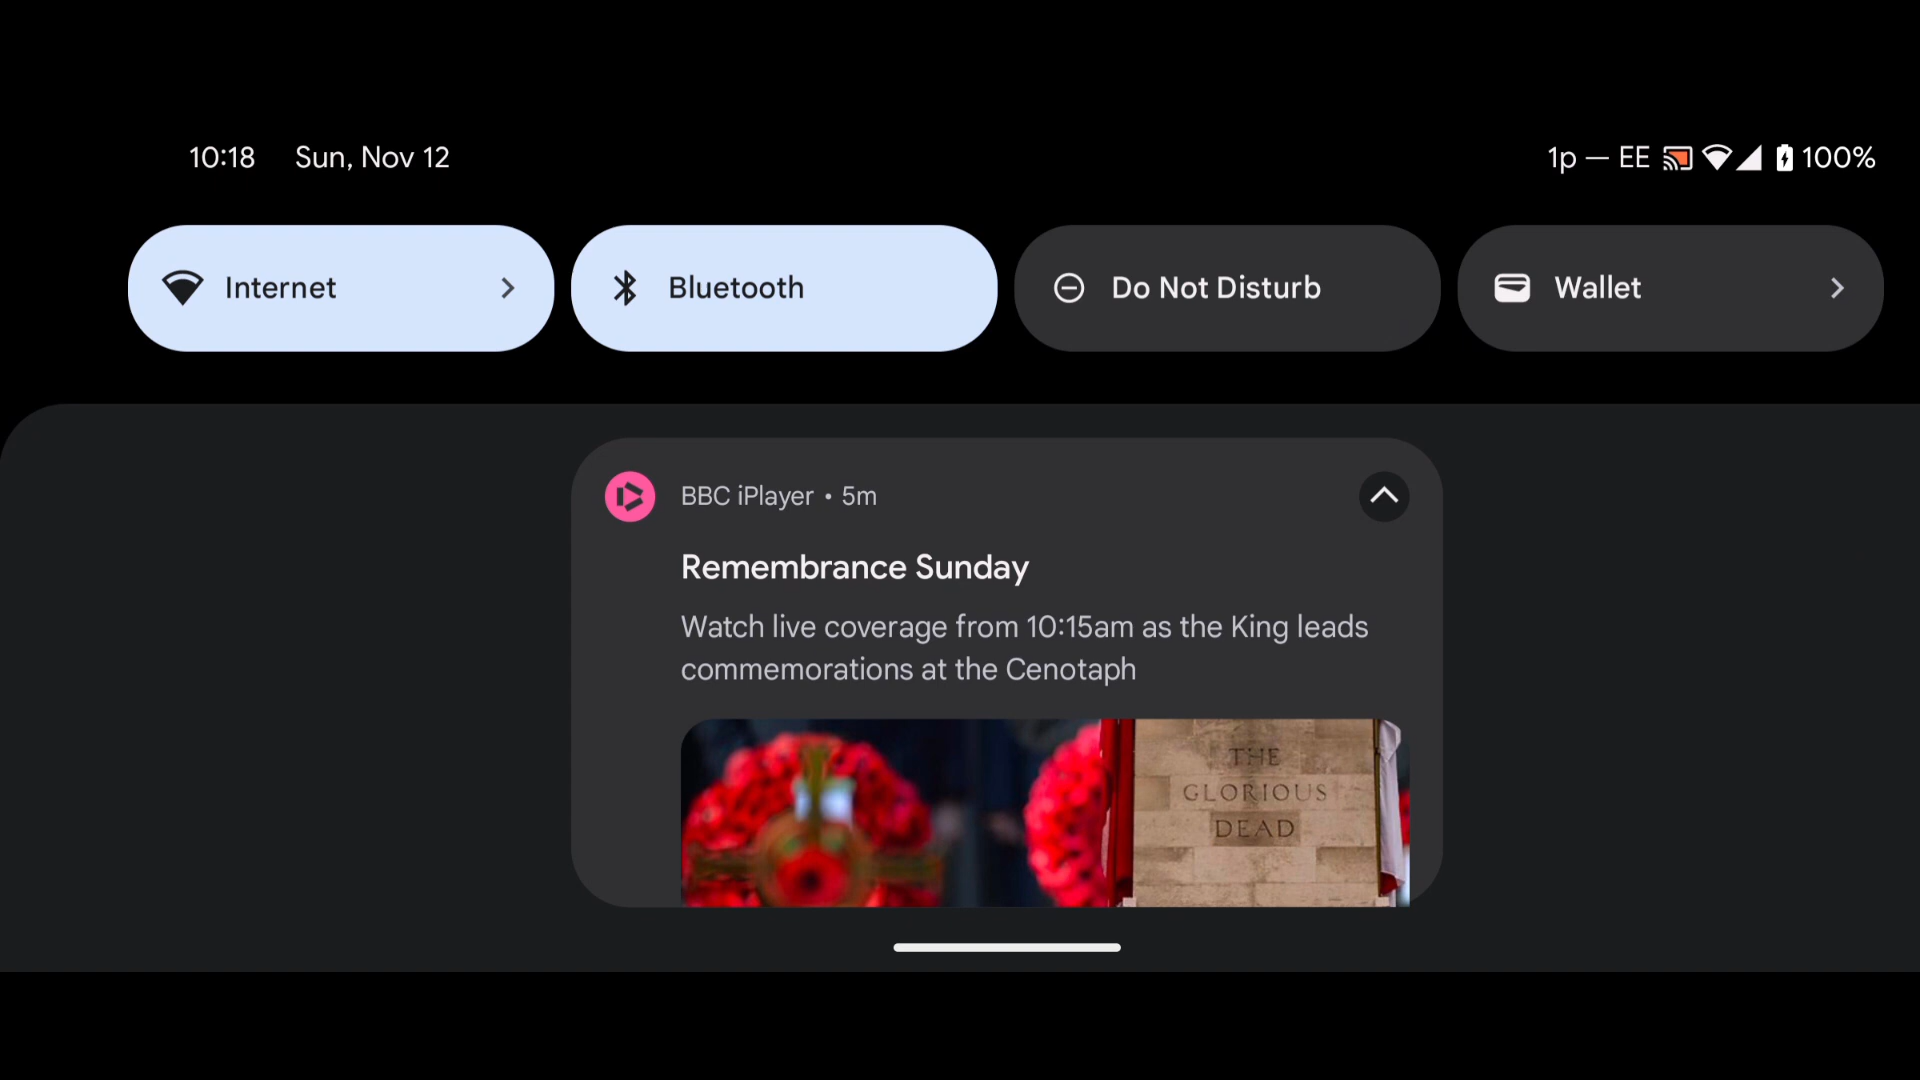 10:18 Sun, Nov 12 1p — EE 100%
Internet Bluetooth Do Not Disturb Wallet
BBC iPlayer • 5m
Remembrance Sunday
Watch live coverage from 10:15am as the King leads
commemorations at the Cenotaph
THE
GLORIOUS
DEAD